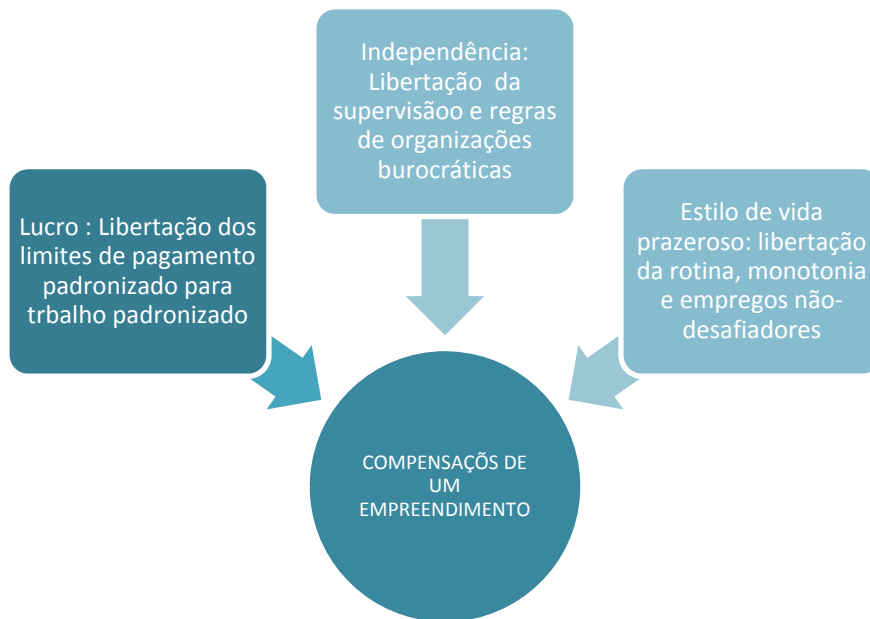 Independência:
Libertação da
supervisãoo e regras
de organizações
burocráticas
Lucro : Libertação dos
limites de pagamento
padronizado para
trbalho padronizado
Estilo de vida
prazeroso: libertação
da rotina, monotonia
e empregos não-
desafiadores
COMPENSAÇÕS DE
UM
EMPREENDIMENTO